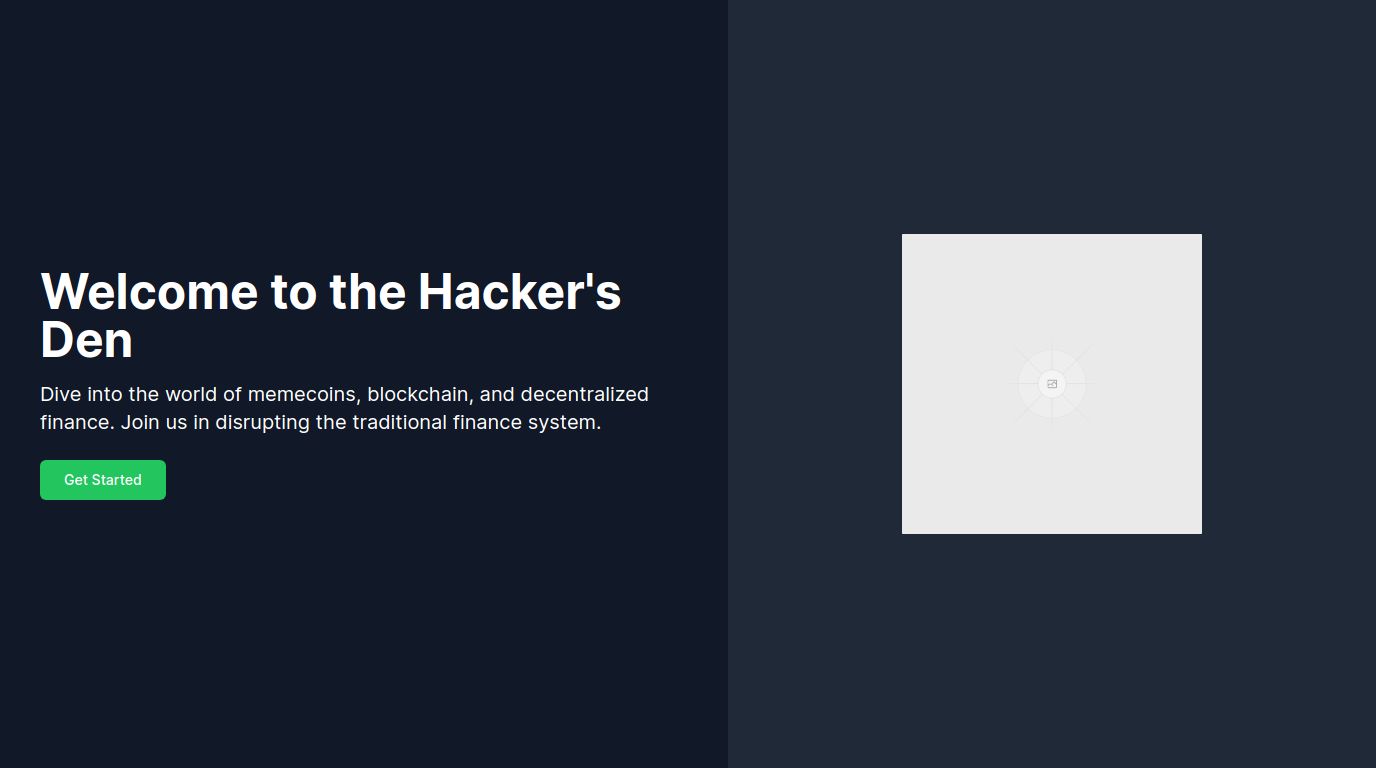 Welcome to the Hacker's
Den
Dive into the world of memecoins, blockchain, and decentralized
finance. Join us in disrupting the traditional finance system.
Get Started